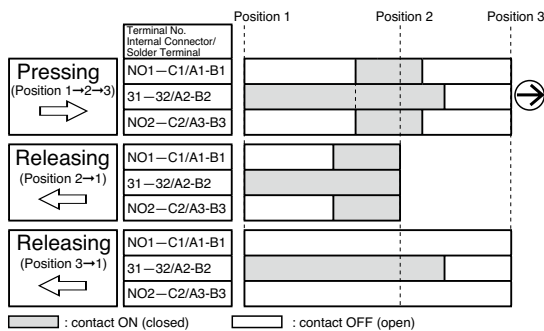 Position 1 Position 2 Position 3
Terminal No.
Internal Connector/
Solder Terminal
Pressing
(Position 1→2→3)
NO1—C1/A1-B1
31—32/A2-B2
NO2—C2/A3-B3
Releasing
(Position 2→1)
NO1—C1/A1-B1
31—32/A2-B2
NO2—C2/A3-B3
Releasing
(Position 3→1)
NO1—C1/A1-B1
31—32/A2-B2
NO2—C2/A3-B3
: contact ON (closed) : contact OFF (open)